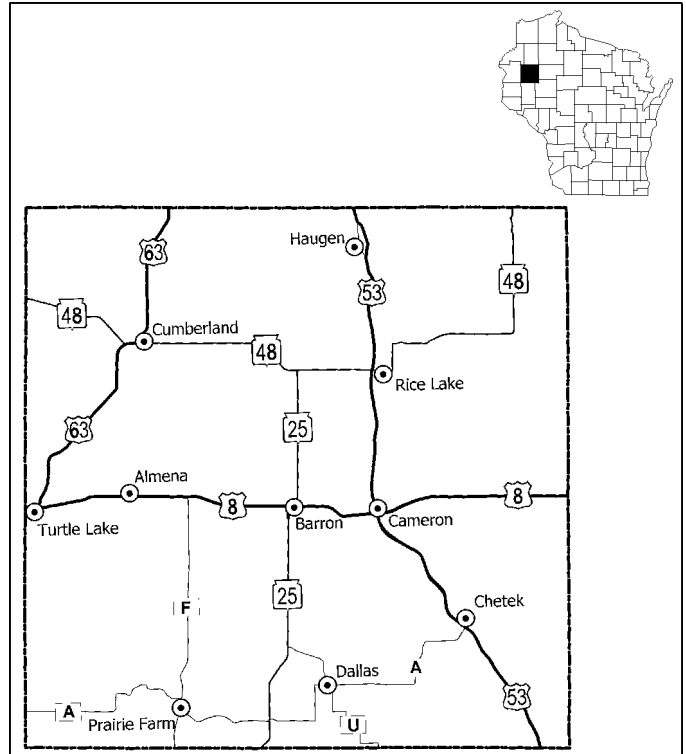 63
Haugen
53
48
48
Cumberland
48
Rice Lake
25
63
Almena
8
8
Turtle Lake
Barron
Cameron
25
F
Chetek
Dallas
A
A
Prairie Farm
U
53